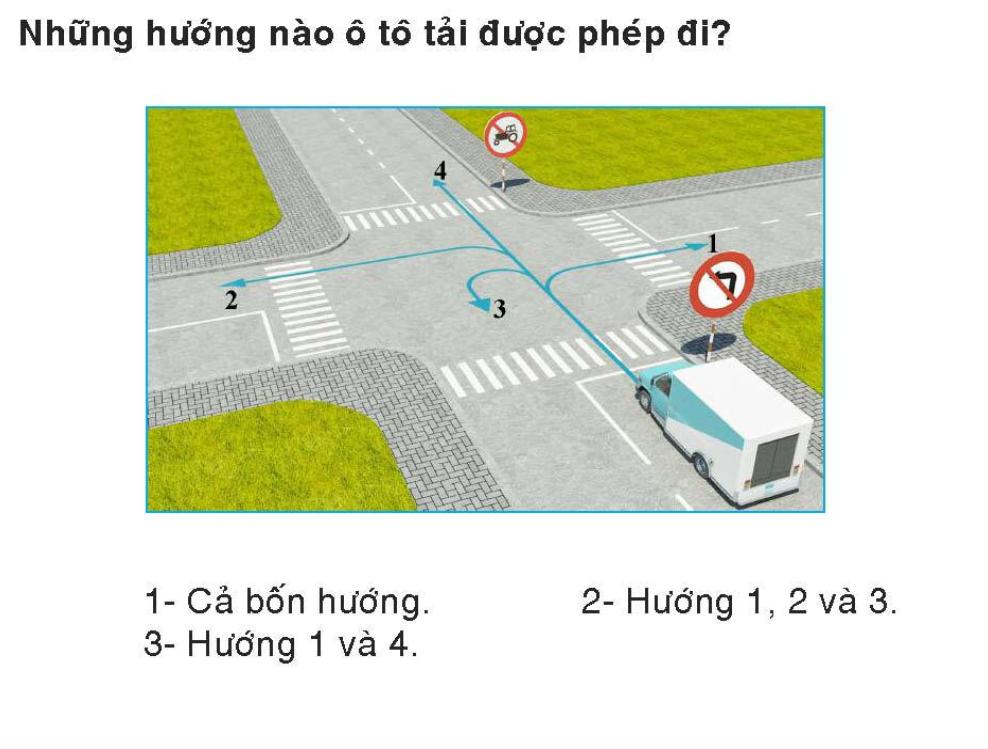 Những hướng nào ô tô tải được phép đi?
4
1
2
3
1- Cả bốn hướng. 2- Hướng 1, 2 và 3.
3- Hướng 1 và 4.